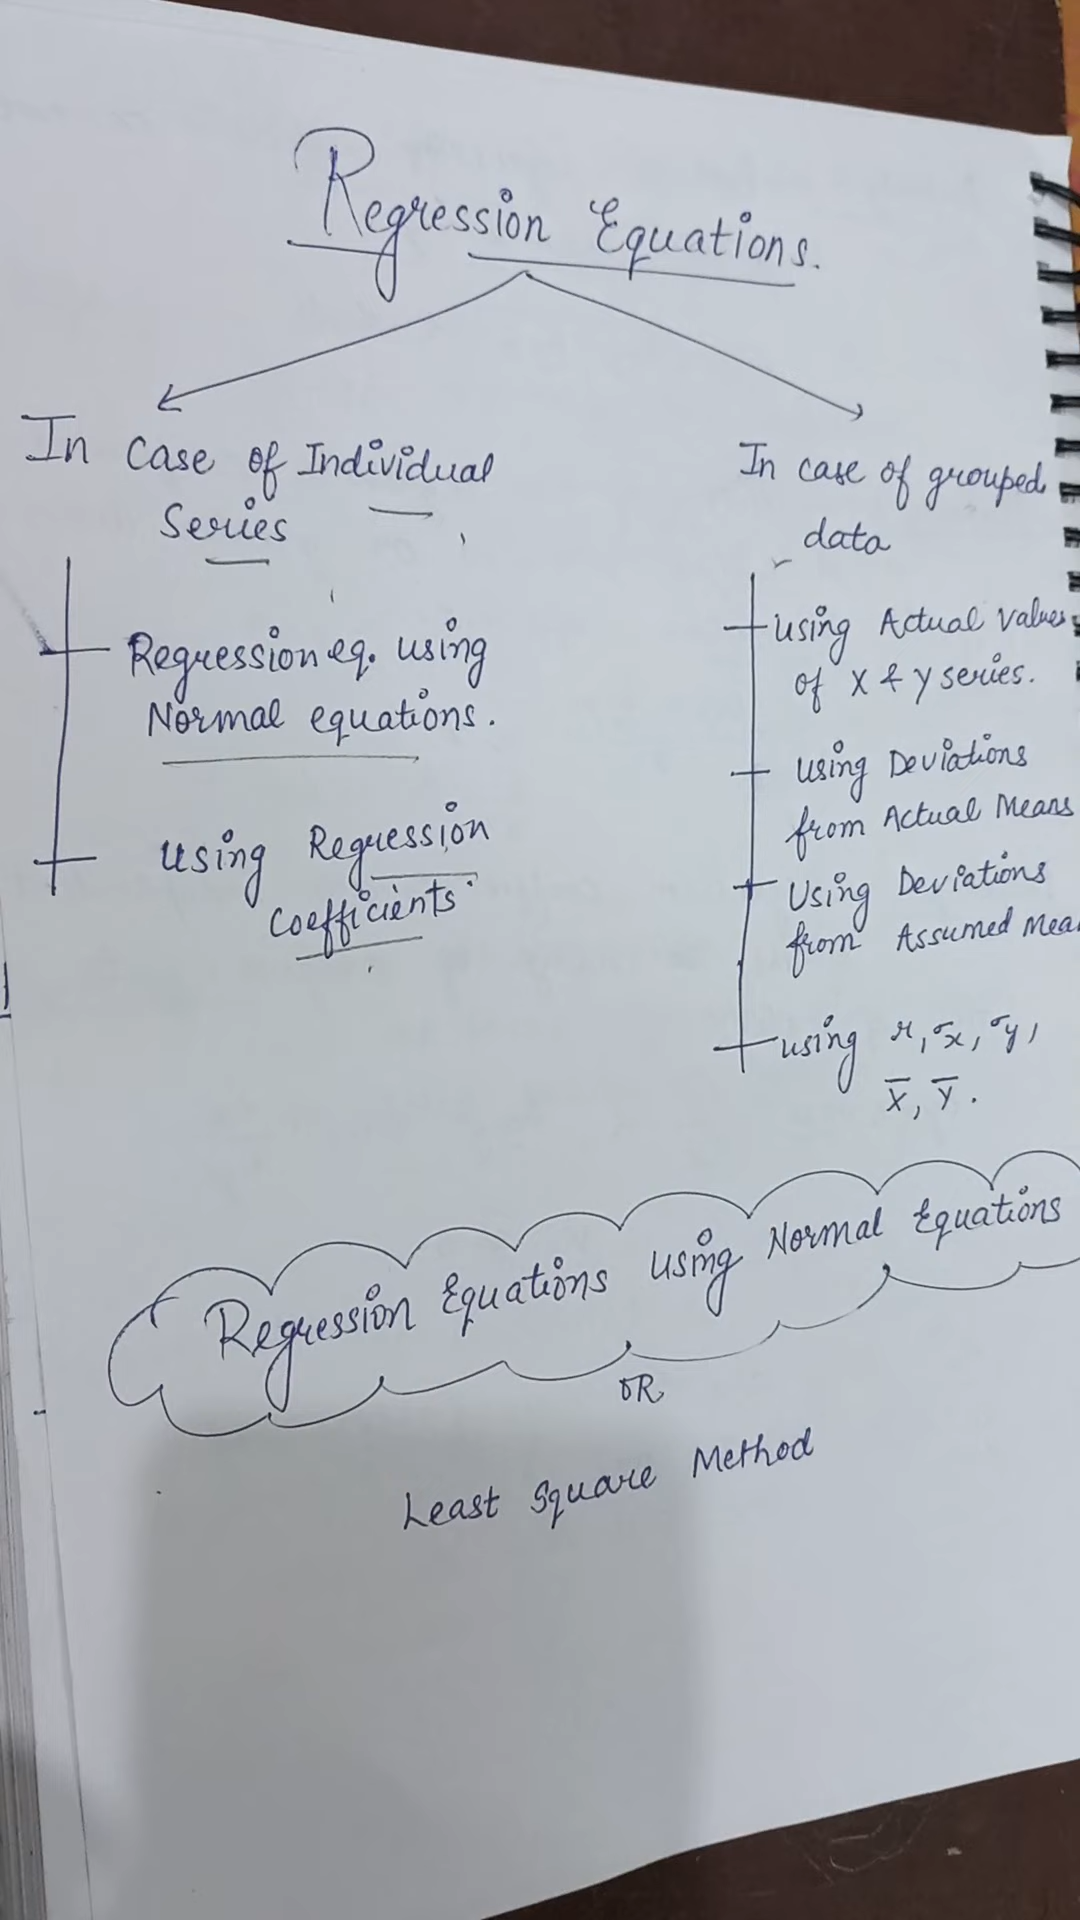 Regression Equations.
In Case of Individual
Series
Regression eq. using
Normal equations.
using Regression
Coefficients.
In case of grouped
data
using Actual values
of X & y series.
using Deviations
from Actual Means
Using Deviations
from Assumed Mea
using r, σx, σy,
X̅, Y̅.
Regression Equations using Normal Equations
OR
Least Square Method